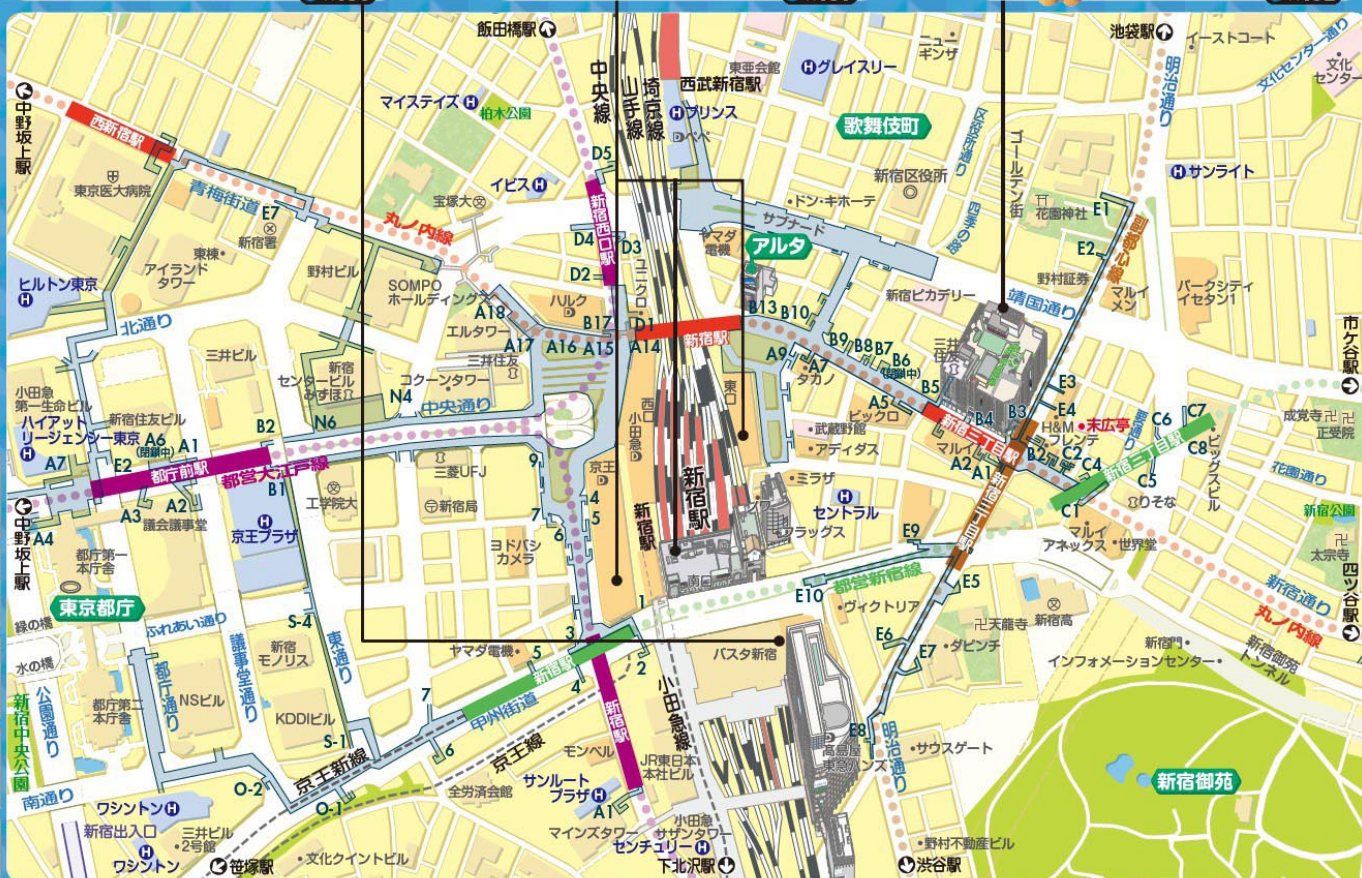 飯田橋駅
中央線
山手線
埼京線
西武新宿駅
東亜会館
グレイスリー
ニュー
ギンザ
池袋駅
イーストコート
文化センター通り
文化
センター
明治通り
中野坂上駅
西新宿駅
マイステイズ
柏木公園
プリンス
ペペ
歌舞伎町
区役所通り
ゴールデン街
サンライト
東京医大病院
青梅街道
E7
新宿署
丸ノ内線
宝塚大
イビス
D5
新宿西口駅
新宿区役所
ドン・キホーテ
サブナード
四季の路
花園神社
E1
E2
副都心線
東棟
アイランド
タワー
野村ビル
SOMPO
ホールディングス
D4
D3
D2
ユニクロ
ヤマダ
電機
アルタ
新宿ピカデリー
靖国通り
野村証券
マルイ
メン
パークシティ
イセタン1
ヒルトン東京
北通り
A18
エルタワー
ハルク
B17
D1
新宿駅
B13
B10
市ケ谷駅
三井ビル
A17
A16
A15
A14
三井住友
東口
A9
A7
タカノ
B9
B8
B7
B6
(閉鎖中)
B5
三井
住友
E3
小田急
第一生命ビル
新宿
センタービル
みずほ
コクーンタワー
N4
中央通り
西口
小田急
A5
ビックロ
新宿三丁目駅
B4
B3
E4
H&M
フレンテ
末広亭
C6
C7
成覚寺
正受院
ハイアット
リージェンシー東京
新宿住友ビル
A6
(閉鎖中)
A1
B2
N6
A7
E2
都庁前駅
都営大江戸線
三菱UFJ
9
京王
武蔵野館
アディダス
マルイ
A2
A1
B2
C2
C4
新宿三丁目駅
C8
ビッグスビル
花園通り
C5
りそな
C1
新宿公園
太宗寺
A3
A2
議会議事堂
B1
工学院大
新宿局
7
6
4
5
新宿駅
新宿駅
ミラザ
セントラル
フラッグス
新宿三丁目駅
マルイ
アネックス
世界堂
中野坂上駅
A4
都庁第一
本庁舎
京王プラザ
ヨドバシ
カメラ
南口
E9
都営新宿線
E10
E5
新宿通り
丸ノ内線
四ツ谷駅
東京都庁
S-4
1
ヴィクトリア
天龍寺
新宿高
緑の橋
ふれあい通り
議事堂通り
新宿
モノリス
東通り
ヤマダ電機
5
3
新宿駅
4
2
バスタ新宿
E6
E7
ダビンチ
新宿門
インフォメーションセンター
新宿御苑
トンネル
水の橋
公園通り
都庁第二
本庁舎
都庁通り
NSビル
KDDIビル
7
6
甲州街道
新宿駅
小田急線
新宿中央公園
S-1
京王新線
京王線
モンベル
JR東日本
本社ビル
E8
髙島屋
東急ハンズ
明治通り
サウスゲート
新宿御苑
南通り
O-2
O-1
サンルート
プラザ
全労済会館
ワシントン
新宿出入口
ワシントン
三井ビル
2号館
A1
マインズタワー
小田急
サザンタワー
センチュリー
文化クイントビル
笹塚駅
下北沢駅
渋谷駅
野村不動産ビル